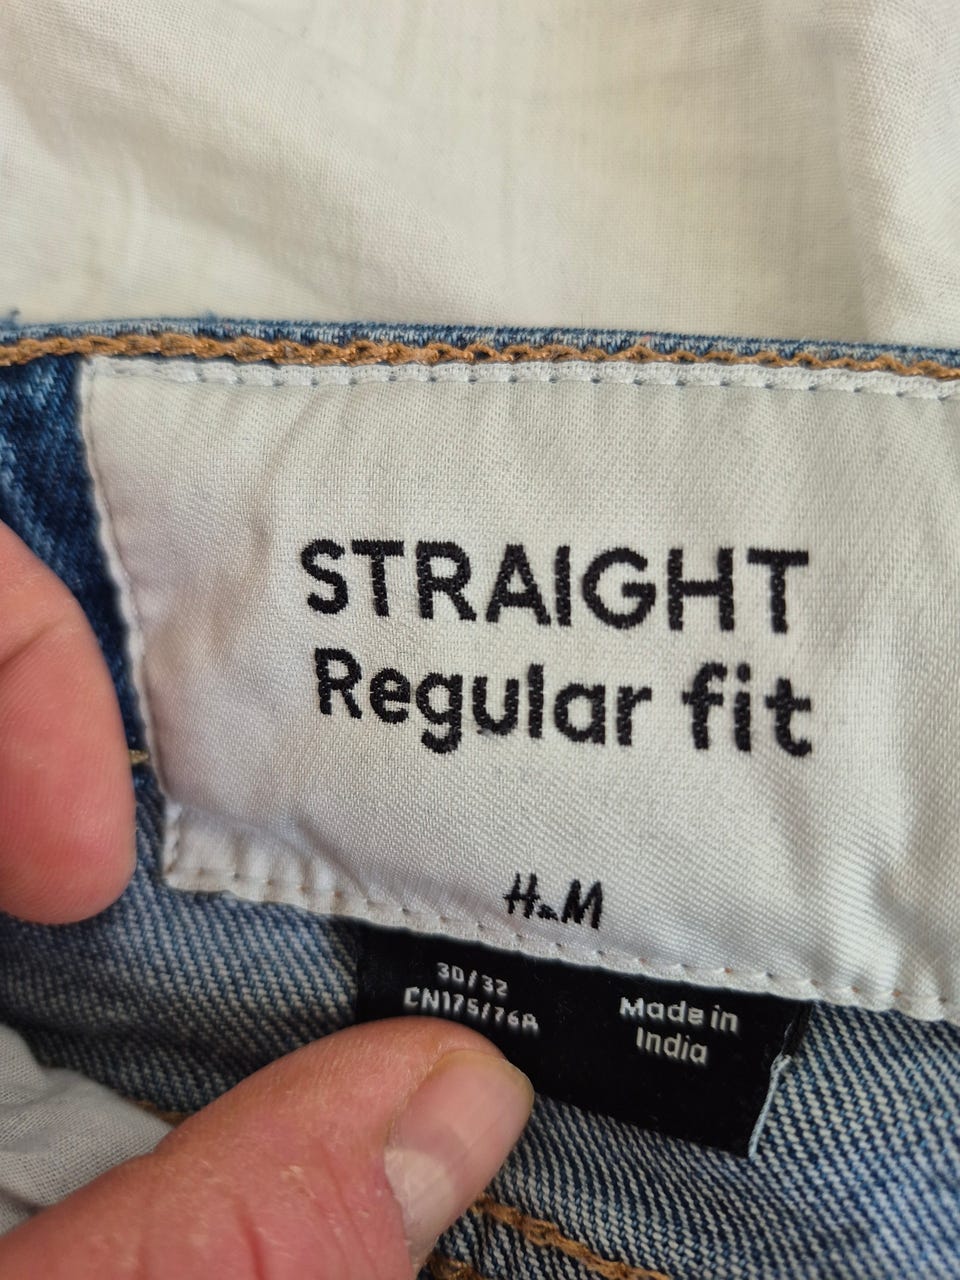 STRAIGHT
Regular fit
H&M
30/32
CN175/76A
Made in
India